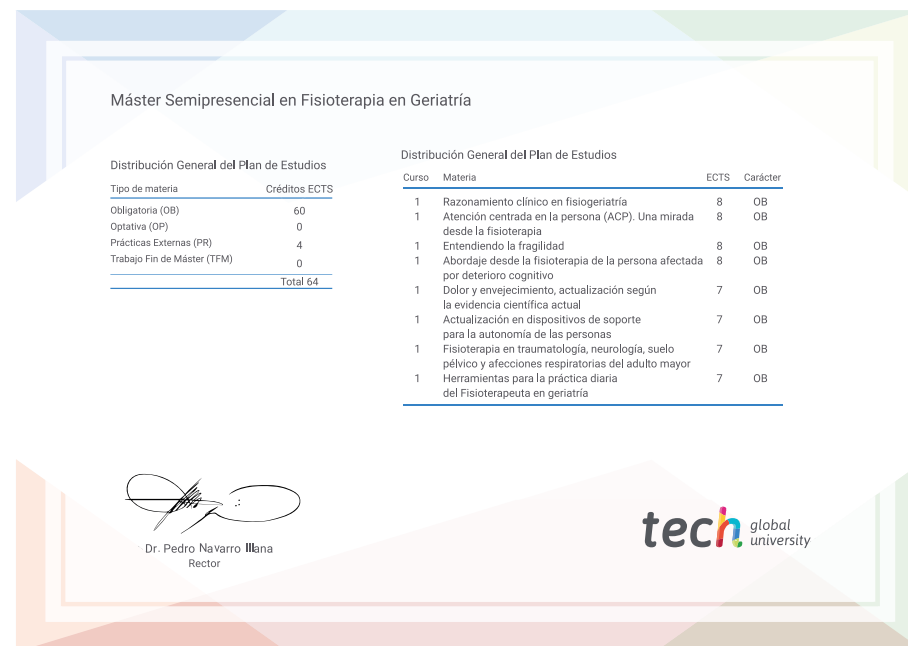 Máster Semipresencial en Fisioterapia en Geriatría
Distribución General del Plan de Estudios
Tipo de materia Créditos ECTS
Obligatoria (OB) 60
Optativa (OP) 0
Prácticas Externas (PR) 4
Trabajo Fin de Máster (TFM) 0
Total 64
Distribución General del Plan de Estudios
Curso Materia ECTS Carácter
1 Razonamiento clínico en fisiogeriatría 8 OB
1 Atención centrada en la persona (ACP). Una mirada 8 OB
desde la fisioterapia
1 Entendiendo la fragilidad 8 OB
1 Abordaje desde la fisioterapia de la persona afectada 8 OB
por deterioro cognitivo
1 Dolor y envejecimiento, actualización según 7 OB
la evidencia científica actual
1 Actualización en dispositivos de soporte 7 OB
para la autonomía de las personas
1 Fisioterapia en traumatología, neurología, suelo 7 OB
pélvico y afecciones respiratorias del adulto mayor
1 Herramientas para la práctica diaria 7 OB
del Fisioterapeuta en geriatría
Dr. Pedro Navarro Illana
Rector
tech global
university